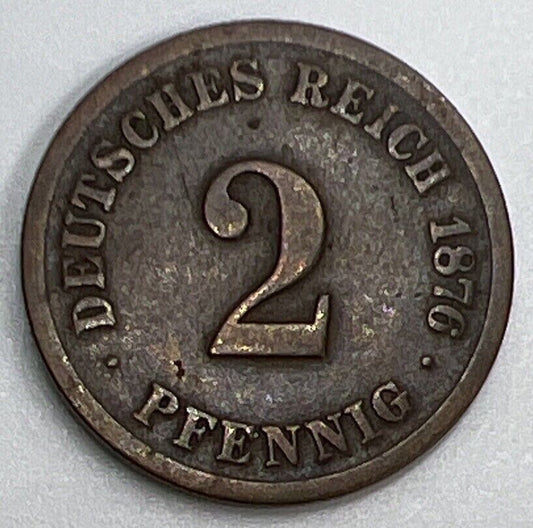 DEUTSCHES REICH 1876
2
· PFENNIG ·